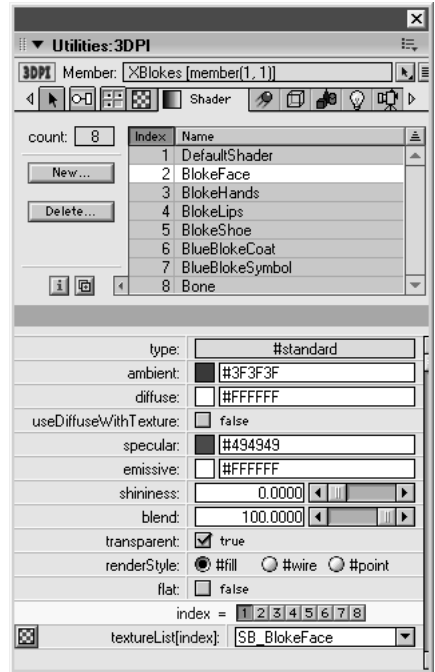 Utilities:3DPI
3DPI Member: XBlokes [member(1, 1)]
Shader
count: 8
Index Name
1 DefaultShader
New...
2 BlokeFace
3 BlokeHands
Delete...
4 BlokeLips
5 BlokeShoe
6 BlueBlokeCoat
7 BlueBlokeSymbol
i
8 Bone
type: #standard
ambient: #3F3F3F
diffuse: #FFFFFF
useDiffuseWithTexture: false
specular: #494949
emissive: #FFFFFF
shininess: 0.0000
blend: 100.0000
transparent: true
renderStyle: #fill #wire #point
flat: false
index = 1 2 3 4 5 6 7 8
textureList[index]: SB_BlokeFace